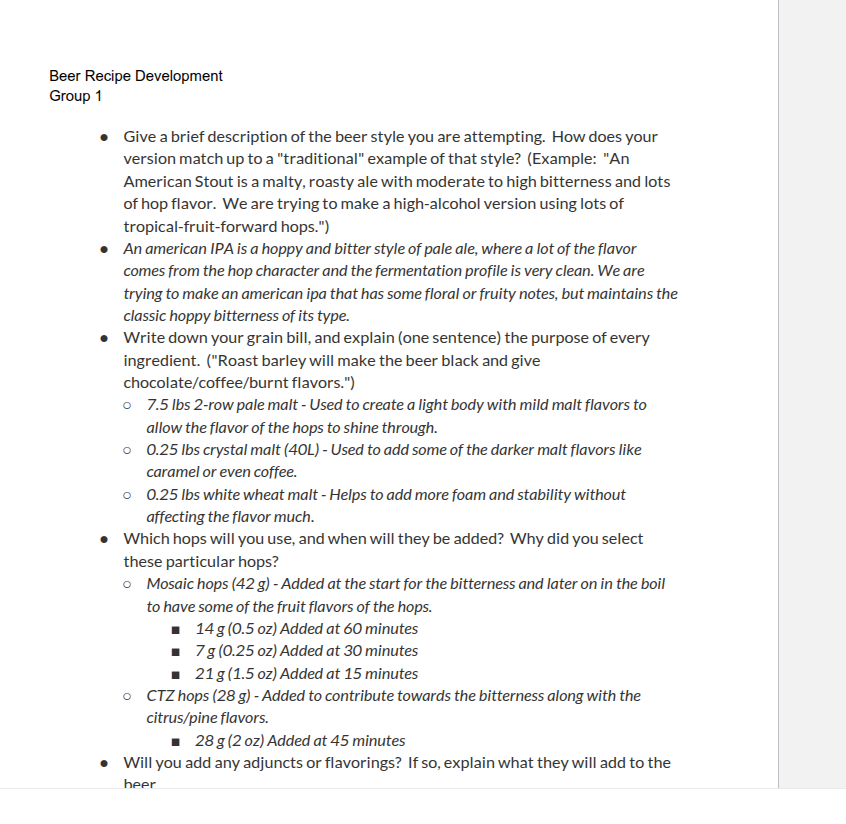 Beer Recipe Development
Group 1
● Give a brief description of the beer style you are attempting.  How does your
version match up to a "traditional" example of that style?  (Example:  "An
American Stout is a malty, roasty ale with moderate to high bitterness and lots
of hop flavor.  We are trying to make a high-alcohol version using lots of
tropical-fruit-forward hops.")
● An american IPA is a hoppy and bitter style of pale ale, where a lot of the flavor
comes from the hop character and the fermentation profile is very clean. We are
trying to make an american ipa that has some floral or fruity notes, but maintains the
classic hoppy bitterness of its type.
● Write down your grain bill, and explain (one sentence) the purpose of every
ingredient.  ("Roast barley will make the beer black and give
chocolate/coffee/burnt flavors.")
○ 7.5 lbs 2-row pale malt - Used to create a light body with mild malt flavors to
allow the flavor of the hops to shine through.
○ 0.25 lbs crystal malt (40L) - Used to add some of the darker malt flavors like
caramel or even coffee.
○ 0.25 lbs white wheat malt - Helps to add more foam and stability without
affecting the flavor much.
● Which hops will you use, and when will they be added?  Why did you select
these particular hops?
○ Mosaic hops (42 g) - Added at the start for the bitterness and later on in the boil
to have some of the fruit flavors of the hops.
■ 14 g (0.5 oz) Added at 60 minutes
■ 7 g (0.25 oz) Added at 30 minutes
■ 21 g (1.5 oz) Added at 15 minutes
○ CTZ hops (28 g) - Added to contribute towards the bitterness along with the
citrus/pine flavors.
■ 28 g (2 oz) Added at 45 minutes
● Will you add any adjuncts or flavorings?  If so, explain what they will add to the
beer